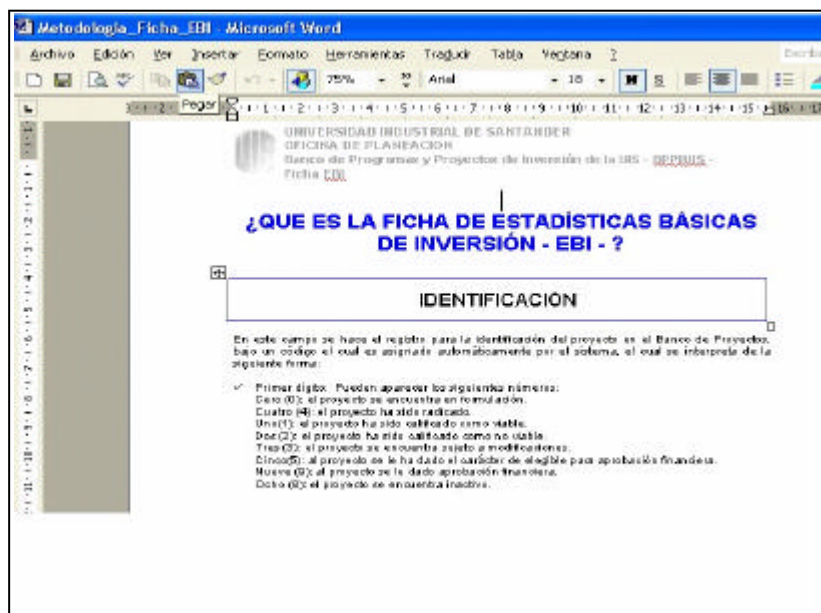 Metodología_Ficha_EBI - Microsoft Word
Archivo Edición Ver Insertar Formato Herramientas Traducir Tabla Ventana ?
75% Arial 18 N S
Pegar
UNIVERSIDAD INDUSTRIAL DE SANTANDER
OFICINA DE PLANEACION
Banco de Programas y Proyectos de Inversión de la UIS - BPPIUIS -
Ficha EBI
¿QUE ES LA FICHA DE ESTADÍSTICAS BÁSICAS
DE INVERSIÓN - EBI - ?
IDENTIFICACIÓN
En este campo se hace el registro para la identificación del proyecto en el Banco de Proyectos,
bajo un código el cual es asignado automáticamente por el sistema, el cual se interpreta de la
siguiente forma:
✓ Primer dígito: Pueden aparecer los siguientes números:
Cero (0): el proyecto se encuentra en formulación.
Cuatro (4): el proyecto ha sido radicado.
Uno(1): el proyecto ha sido calificado como viable.
Dos (2): el proyecto ha sido calificado como no viable.
Tres (3): el proyecto se encuentra sujeto a modificaciones.
Cinco(5): al proyecto se le ha dado el carácter de elegible para aprobación financiera.
Nueve (9): al proyecto se le dado aprobación financiera.
Ocho (8): el proyecto se encuentra inactivo.